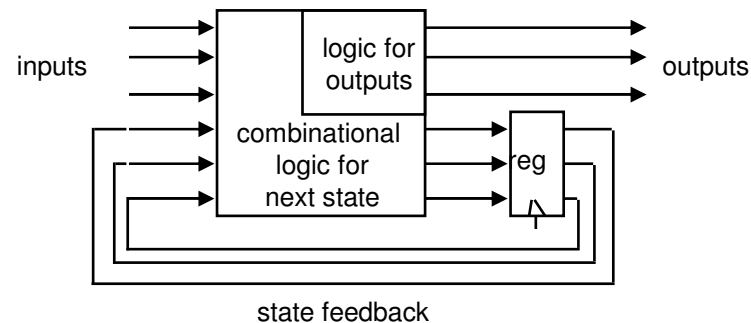 inputs
logic for
outputs
outputs
combinational
logic for
next state
reg
state feedback